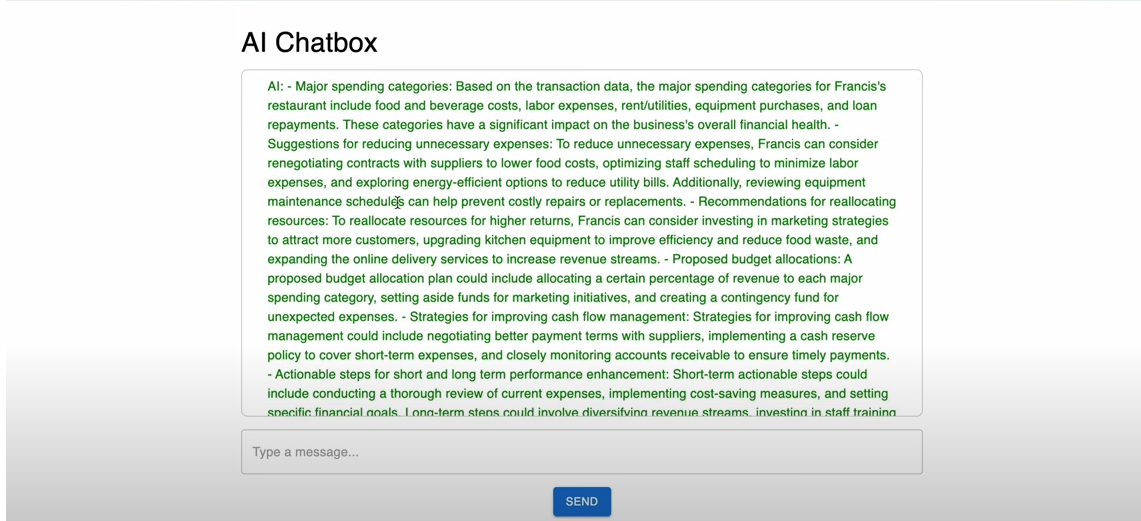 AI Chatbox
AI: - Major spending categories: Based on the transaction data, the major spending categories for Francis's
restaurant include food and beverage costs, labor expenses, rent/utilities, equipment purchases, and loan
repayments. These categories have a significant impact on the business's overall financial health. -
Suggestions for reducing unnecessary expenses: To reduce unnecessary expenses, Francis can consider
renegotiating contracts with suppliers to lower food costs, optimizing staff scheduling to minimize labor
expenses, and exploring energy-efficient options to reduce utility bills. Additionally, reviewing equipment
maintenance schedules can help prevent costly repairs or replacements. - Recommendations for reallocating
resources: To reallocate resources for higher returns, Francis can consider investing in marketing strategies
to attract more customers, upgrading kitchen equipment to improve efficiency and reduce food waste, and
expanding the online delivery services to increase revenue streams. - Proposed budget allocations: A
proposed budget allocation plan could include allocating a certain percentage of revenue to each major
spending category, setting aside funds for marketing initiatives, and creating a contingency fund for
unexpected expenses. - Strategies for improving cash flow management: Strategies for improving cash flow
management could include negotiating better payment terms with suppliers, implementing a cash reserve
policy to cover short-term expenses, and closely monitoring accounts receivable to ensure timely payments.
- Actionable steps for short and long term performance enhancement: Short-term actionable steps could
include conducting a thorough review of current expenses, implementing cost-saving measures, and setting
specific financial goals. Long-term steps could involve diversifying revenue streams, investing in staff training
Type a message...
SEND